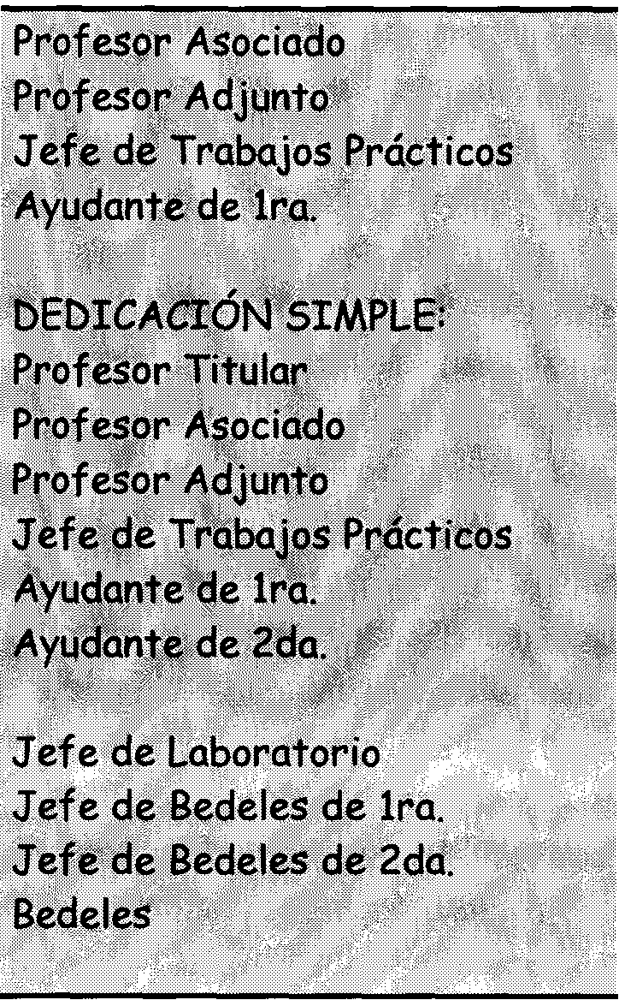 Profesor Asociado
Profesor Adjunto
Jefe de Trabajos Prácticos
Ayudante de 1ra.
DEDICACIÓN SIMPLE:
Profesor Titular
Profesor Asociado
Profesor Adjunto
Jefe de Trabajos Prácticos
Ayudante de 1ra.
Ayudante de 2da.
Jefe de Laboratorio
Jefe de Bedeles de 1ra.
Jefe de Bedeles de 2da.
Bedeles